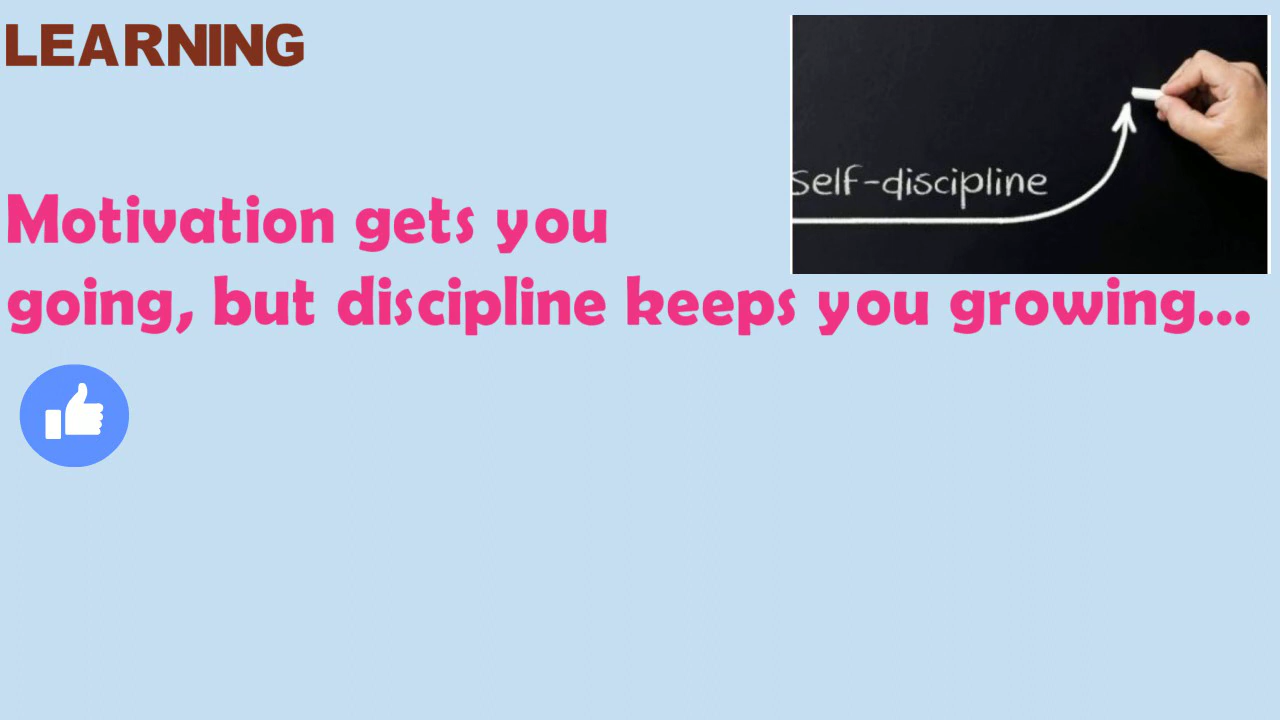 LEARNING
self-discipline
Motivation gets you
going, but discipline keeps you growing...